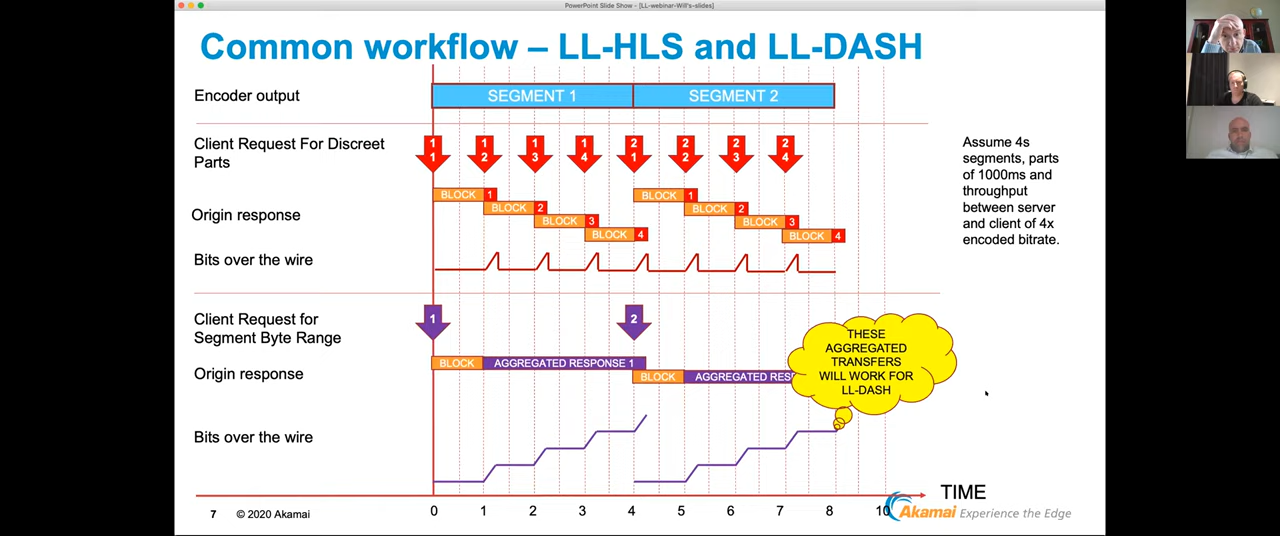 PowerPoint Slide Show - [LL-webinar-Will's-slides]
Common workflow – LL-HLS and LL-DASH
Encoder output
SEGMENT 1
SEGMENT 2
Client Request For Discreet
Parts
1 1
1 2
1 3
1 4
2 1
2 2
2 3
2 4
Assume 4s
segments, parts
of 1000ms and
throughput
between server
and client of 4x
encoded bitrate.
Origin response
BLOCK 1
BLOCK 2
BLOCK 3
BLOCK 4
BLOCK 1
BLOCK 2
BLOCK 3
BLOCK 4
Bits over the wire
Client Request for
Segment Byte Range
1
2
Origin response
BLOCK AGGREGATED RESPONSE 1
BLOCK AGGREGATED RES
THESE
AGGREGATED
TRANSFERS
WILL WORK FOR
LL-DASH
Bits over the wire
TIME
7 © 2020 Akamai
0 1 2 3 4 5 6 7 8 9 10
Akamai Experience the Edge